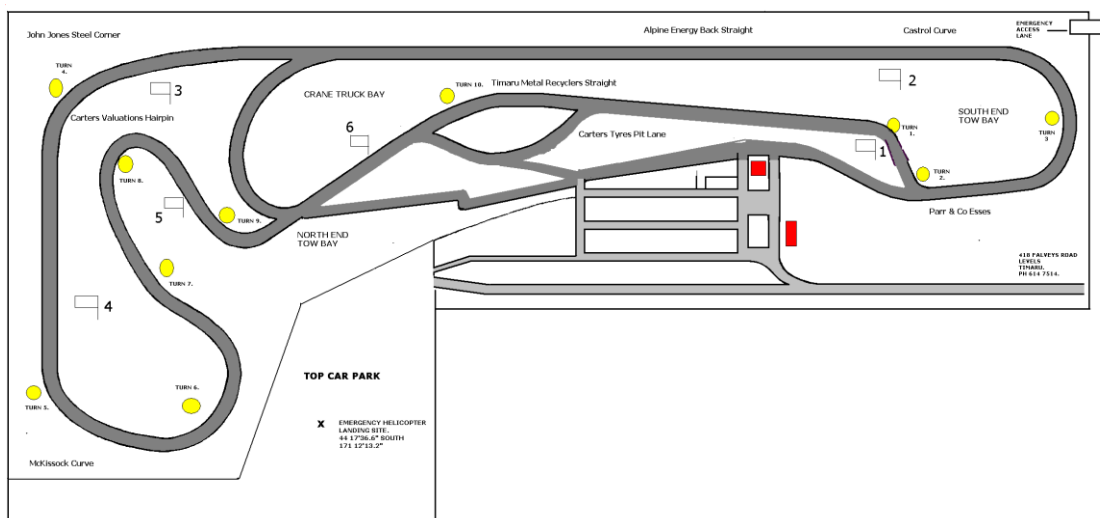 John Jones Steel Corner
Alpine Energy Back Straight
Castrol Curve
EMERGENCY
ACCESS
LANE
TURN
4.
3
CRANE TRUCK BAY
TURN 10.
Timaru Metal Recyclers Straight
2
SOUTH END
TOW BAY
TURN
3
Carters Valuations Hairpin
6
Carters Tyres Pit Lane
1
TURN
1.
TURN
2.
TURN 8.
5
TURN 9.
NORTH END
TOW BAY
Parr & Co Esses
TURN 7.
4
418 FALVEYS ROAD
LEVELS
TIMARU.
PH 614 7514.
TOP CAR PARK
TURN 5.
TURN 6.
X
EMERGENCY HELICOPTER
LANDING SITE.
44 17'36.6" SOUTH
171 12'13.2"
McKissock Curve